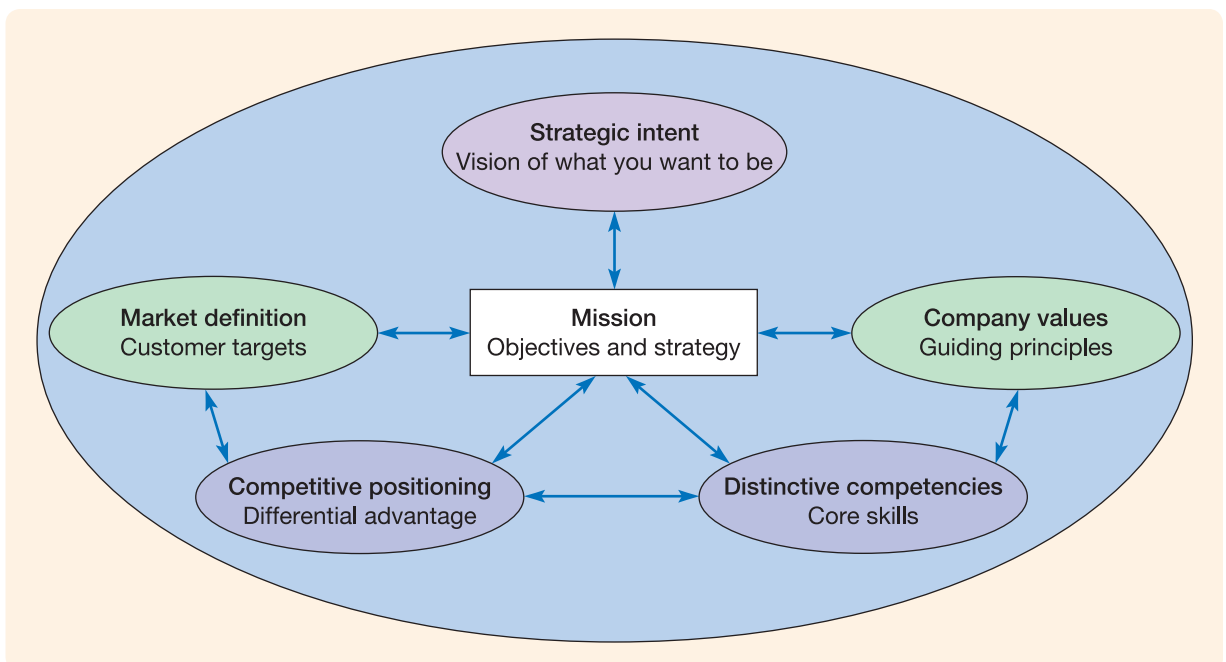 Strategic intent
Vision of what you want to be
Market definition
Customer targets
Mission
Objectives and strategy
Company values
Guiding principles
Competitive positioning
Differential advantage
Distinctive competencies
Core skills